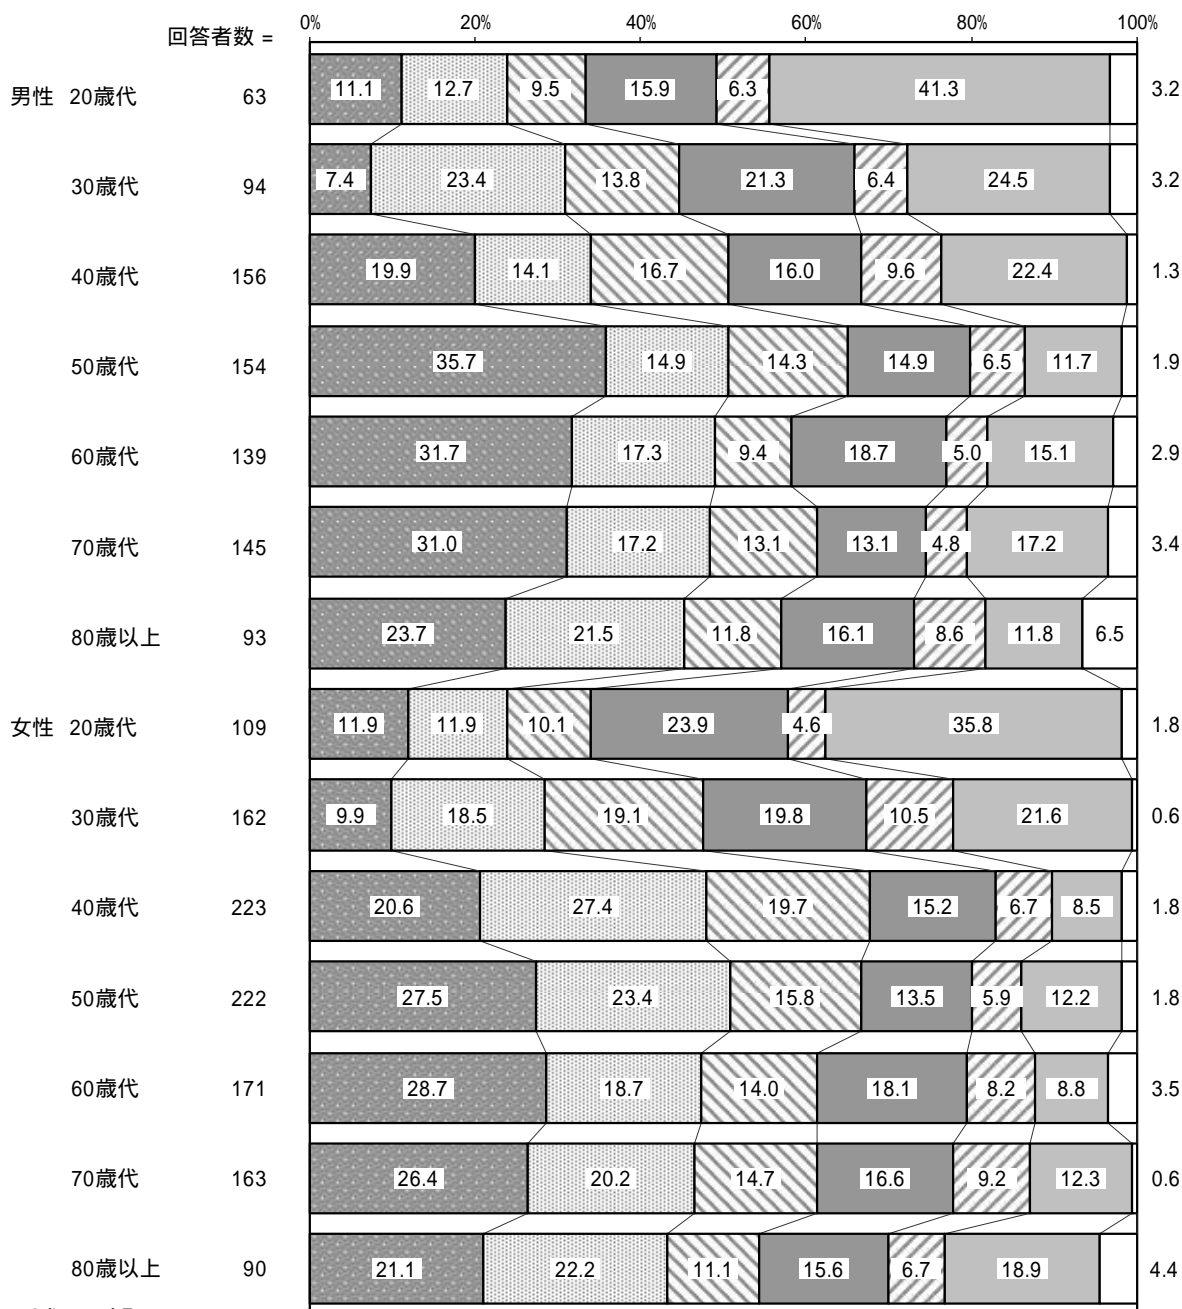 0% 20% 40% 60% 80% 100%
回答者数 =
男性 20歳代 63 11.1 12.7 9.5 15.9 6.3 41.3 3.2
30歳代 94 7.4 23.4 13.8 21.3 6.4 24.5 3.2
40歳代 156 19.9 14.1 16.7 16.0 9.6 22.4 1.3
50歳代 154 35.7 14.9 14.3 14.9 6.5 11.7 1.9
60歳代 139 31.7 17.3 9.4 18.7 5.0 15.1 2.9
70歳代 145 31.0 17.2 13.1 13.1 4.8 17.2 3.4
80歳以上 93 23.7 21.5 11.8 16.1 8.6 11.8 6.5
女性 20歳代 109 11.9 11.9 10.1 23.9 4.6 35.8 1.8
30歳代 162 9.9 18.5 19.1 19.8 10.5 21.6 0.6
40歳代 223 20.6 27.4 19.7 15.2 6.7 8.5 1.8
50歳代 222 27.5 23.4 15.8 13.5 5.9 12.2 1.8
60歳代 171 28.7 18.7 14.0 18.1 8.2 8.8 3.5
70歳代 163 26.4 20.2 14.7 16.6 9.2 12.3 0.6
80歳以上 90 21.1 22.2 11.1 15.6 6.7 18.9 4.4